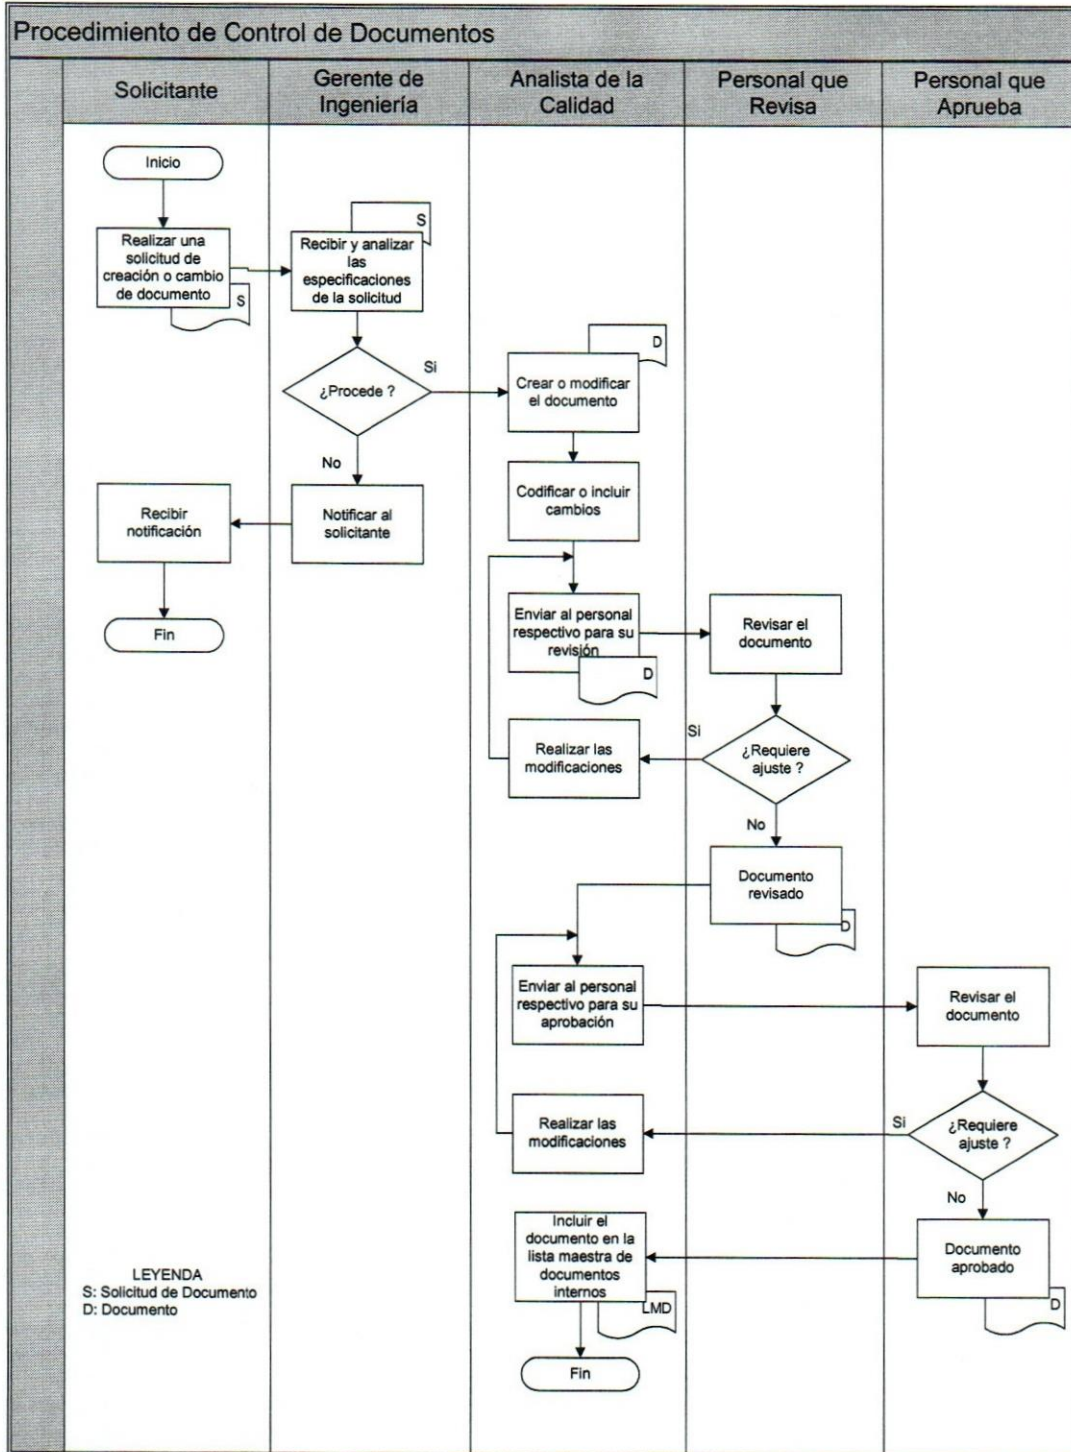 Procedimiento de Control de Documentos
Solicitante
Gerente de
Ingeniería
Analista de la
Calidad
Personal que
Revisa
Personal que
Aprueba
Inicio
Realizar una
solicitud de
creación o cambio
de documento
S
S
Recibir y analizar
las
especificaciones
de la solicitud
¿Procede ?
Si
D
Crear o modificar
el documento
No
Codificar o incluir
cambios
Notificar al
solicitante
Recibir
notificación
Fin
Enviar al personal
respectivo para su
revisión
D
Revisar el
documento
¿Requiere
ajuste ?
Si
Realizar las
modificaciones
No
Documento
revisado
D
Enviar al personal
respectivo para su
aprobación
Revisar el
documento
¿Requiere
ajuste ?
Si
Realizar las
modificaciones
No
Documento
aprobado
D
Incluir el
documento en la
lista maestra de
documentos
internos
LMD
Fin
LEYENDA
S: Solicitud de Documento
D: Documento